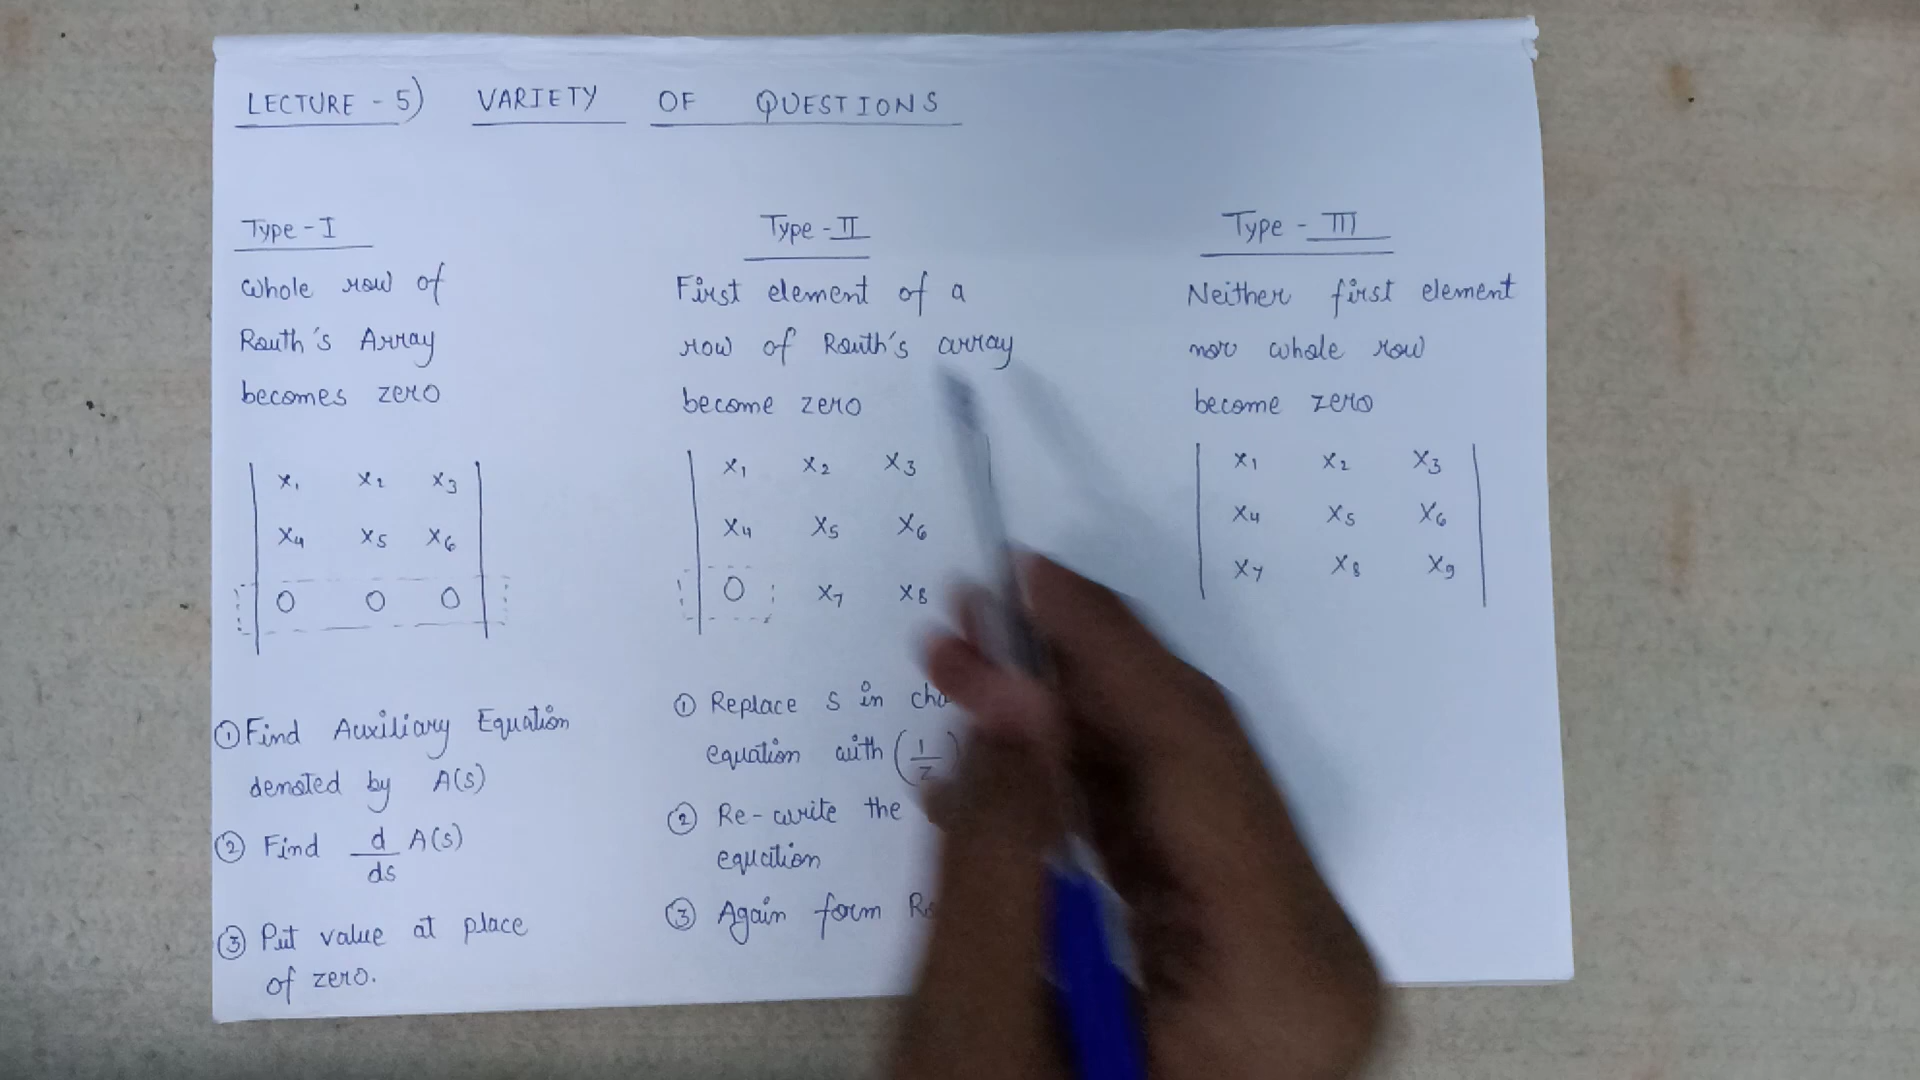 LECTURE - 5) VARIETY OF QUESTIONS
Type - I
Whole row of
Routh's Array
becomes zero
x1 x2 x3
x4 x5 x6
0 0 0
① Find Auxiliary Equation
denoted by A(s)
② Find d/ds A(s)
③ Put value at place
of zero.
Type - II
First element of a
row of Routh's array
become zero
x1 x2 x3
x4 x5 x6
0 x7 x8
① Replace s in
equation with (1/z)
② Re-write the
equation
③ Again form
Type - III
Neither first element
nor whole row
become zero
x1 x2 x3
x4 x5 x6
x7 x8 x9